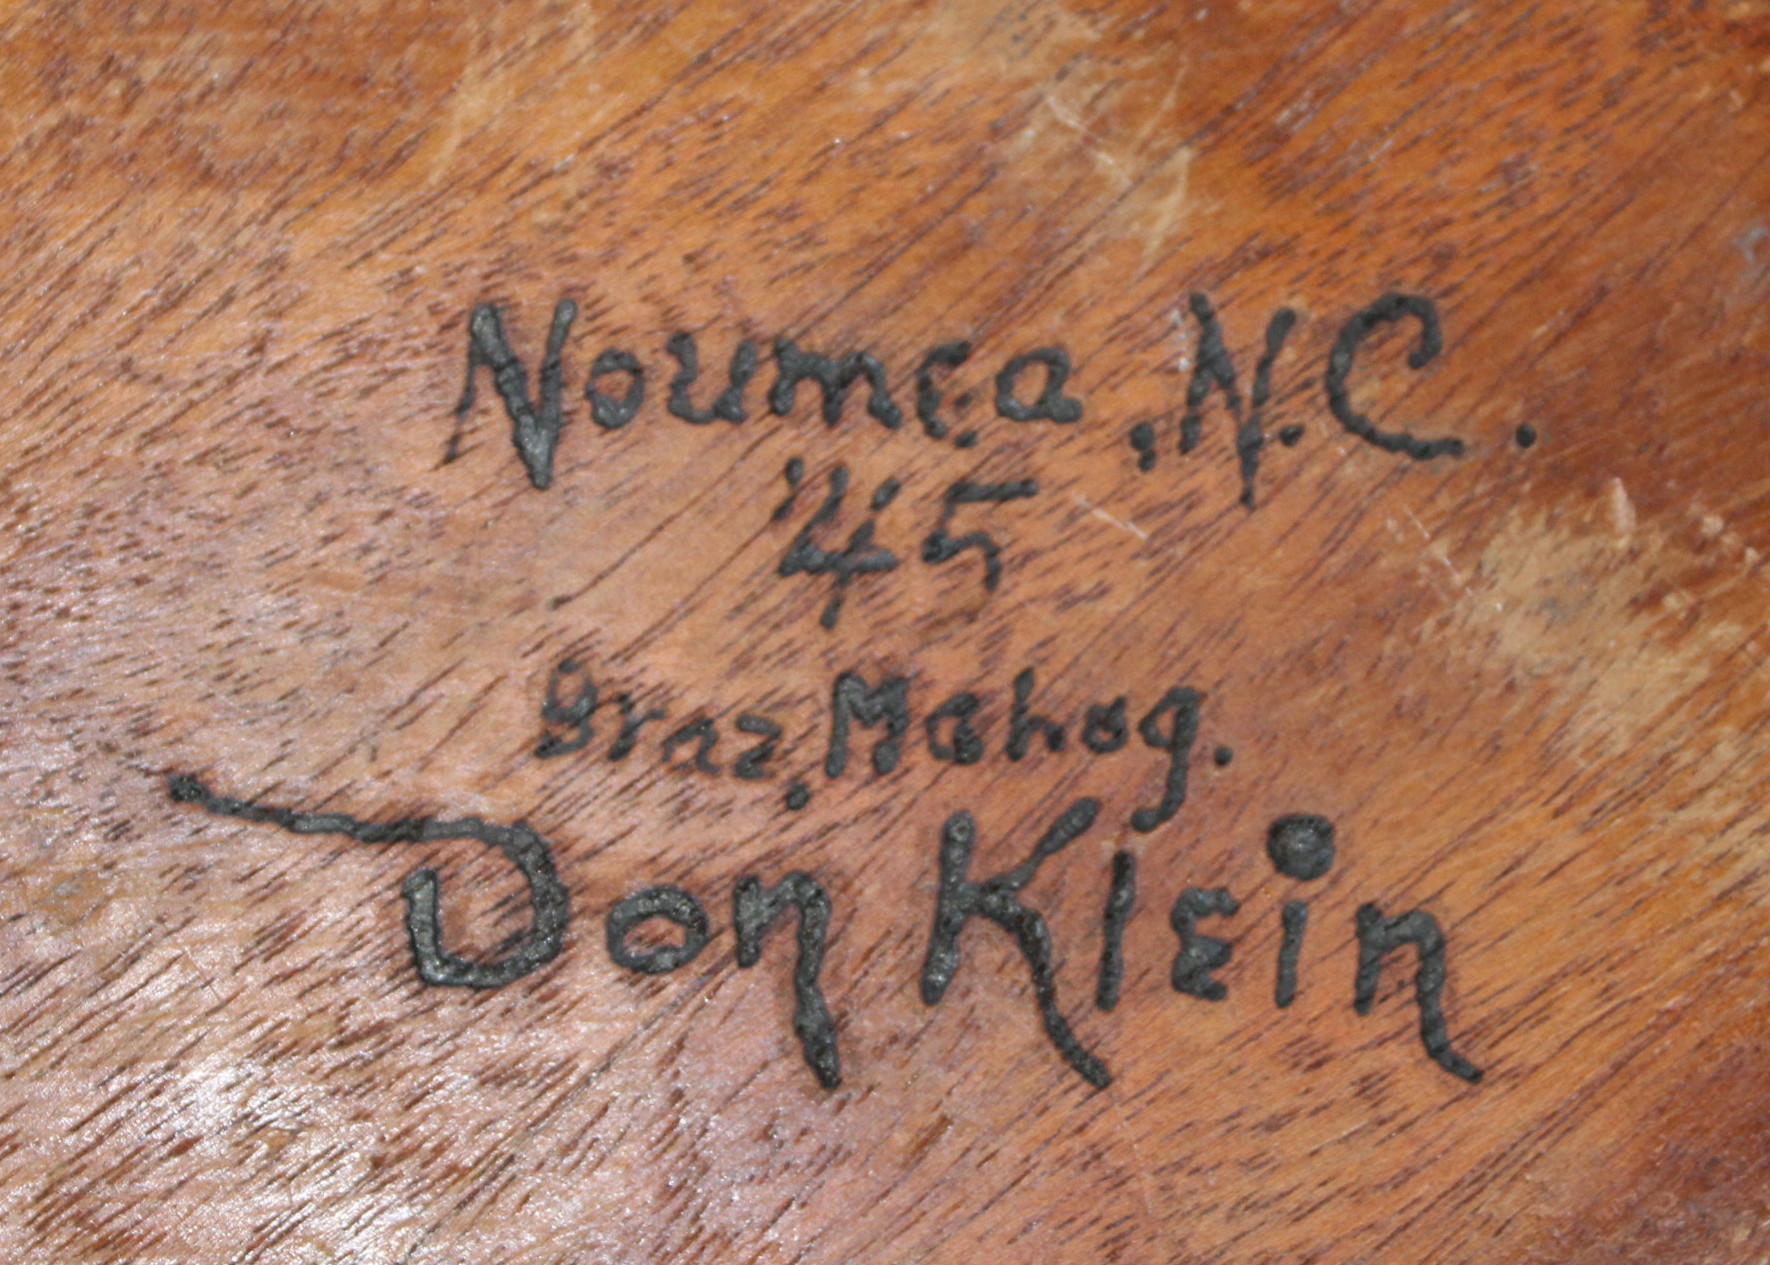 Noumea, N.C.
'45
Braz. Mahog.
Don Klein